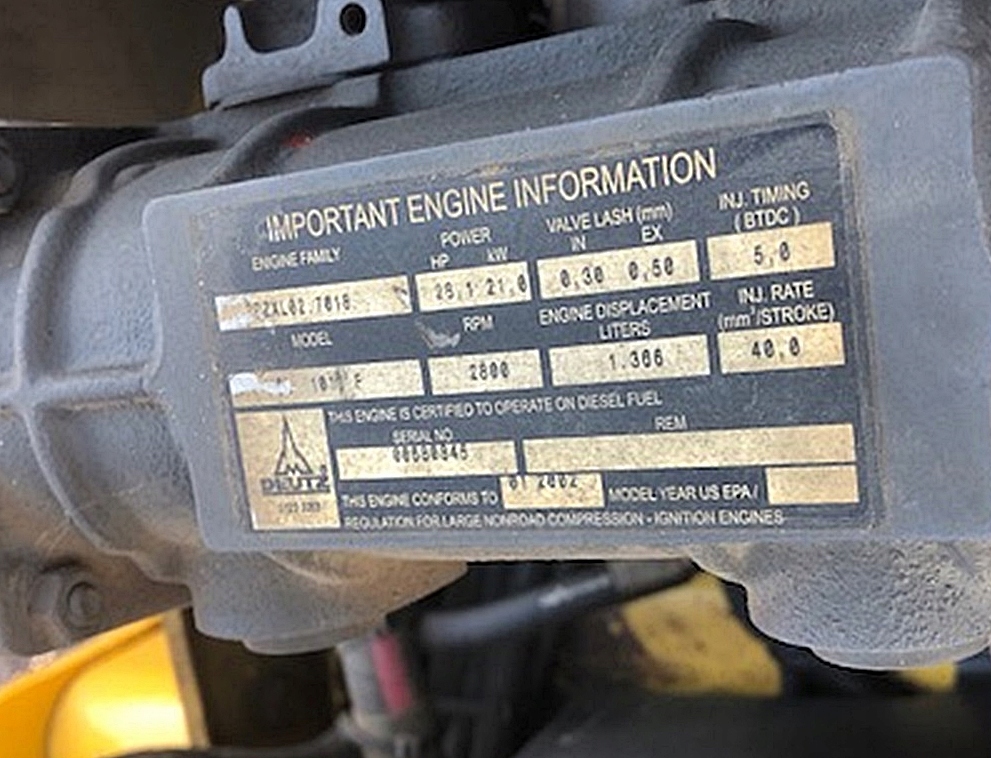 IMPORTANT ENGINE INFORMATION
ENGINE FAMILY
POWER
HP kW
VALVE LASH (mm)
IN EX
INJ. TIMING
(BTDC)
28,1 21,0
0,30 0,50
5,0
MODEL
RPM
ENGINE DISPLACEMENT
LITERS
INJ. RATE
(mm³/STROKE)
2800
1.366
40,0
THIS ENGINE IS CERTIFIED TO OPERATE ON DIESEL FUEL
SERIAL NO
REM
DEUTZ
THIS ENGINE CONFORMS TO 01 2002 MODEL YEAR US EPA /
REGULATION FOR LARGE NONROAD COMPRESSION - IGNITION ENGINES